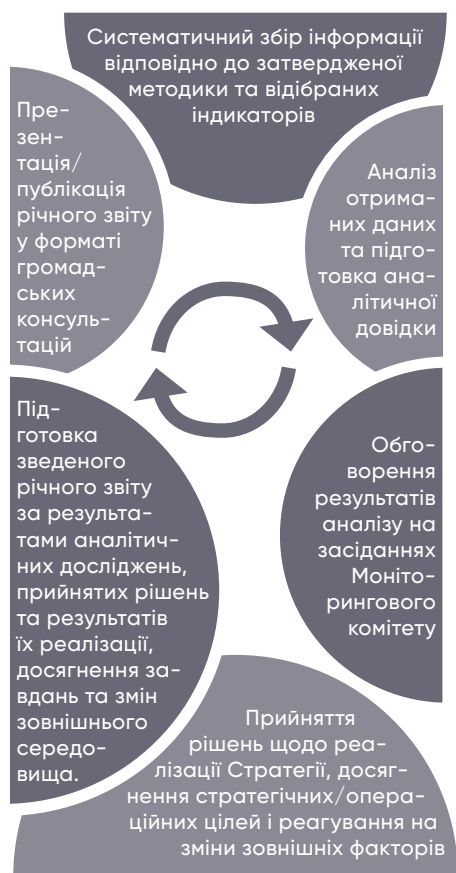 Систематичний збір інформації
відповідно до затвердженої
методики та відібраних
індикаторів
Аналіз
отрима-
них даних
та підго-
товка ана-
літичної
довідки
Обго-
ворення
результатів
аналізу на
засіданнях
Моніто-
рингового
комітету
Прийняття
рішень щодо реа-
лізації Стратегії, досяг-
нення стратегічних/опера-
ційних цілей і реагування на
зміни зовнішніх факторів
Під-
готовка
зведеного
річного звіту
за результа-
тами аналітич-
них досліджень,
прийнятих рішень
та результатів
їх реалізації,
досягнення за-
вдань та змін
зовнішнього
середо-
вища.
Пре-
зен-
тація/
публікація
річного звіту
у форматі
громад-
ських
консуль-
тацій